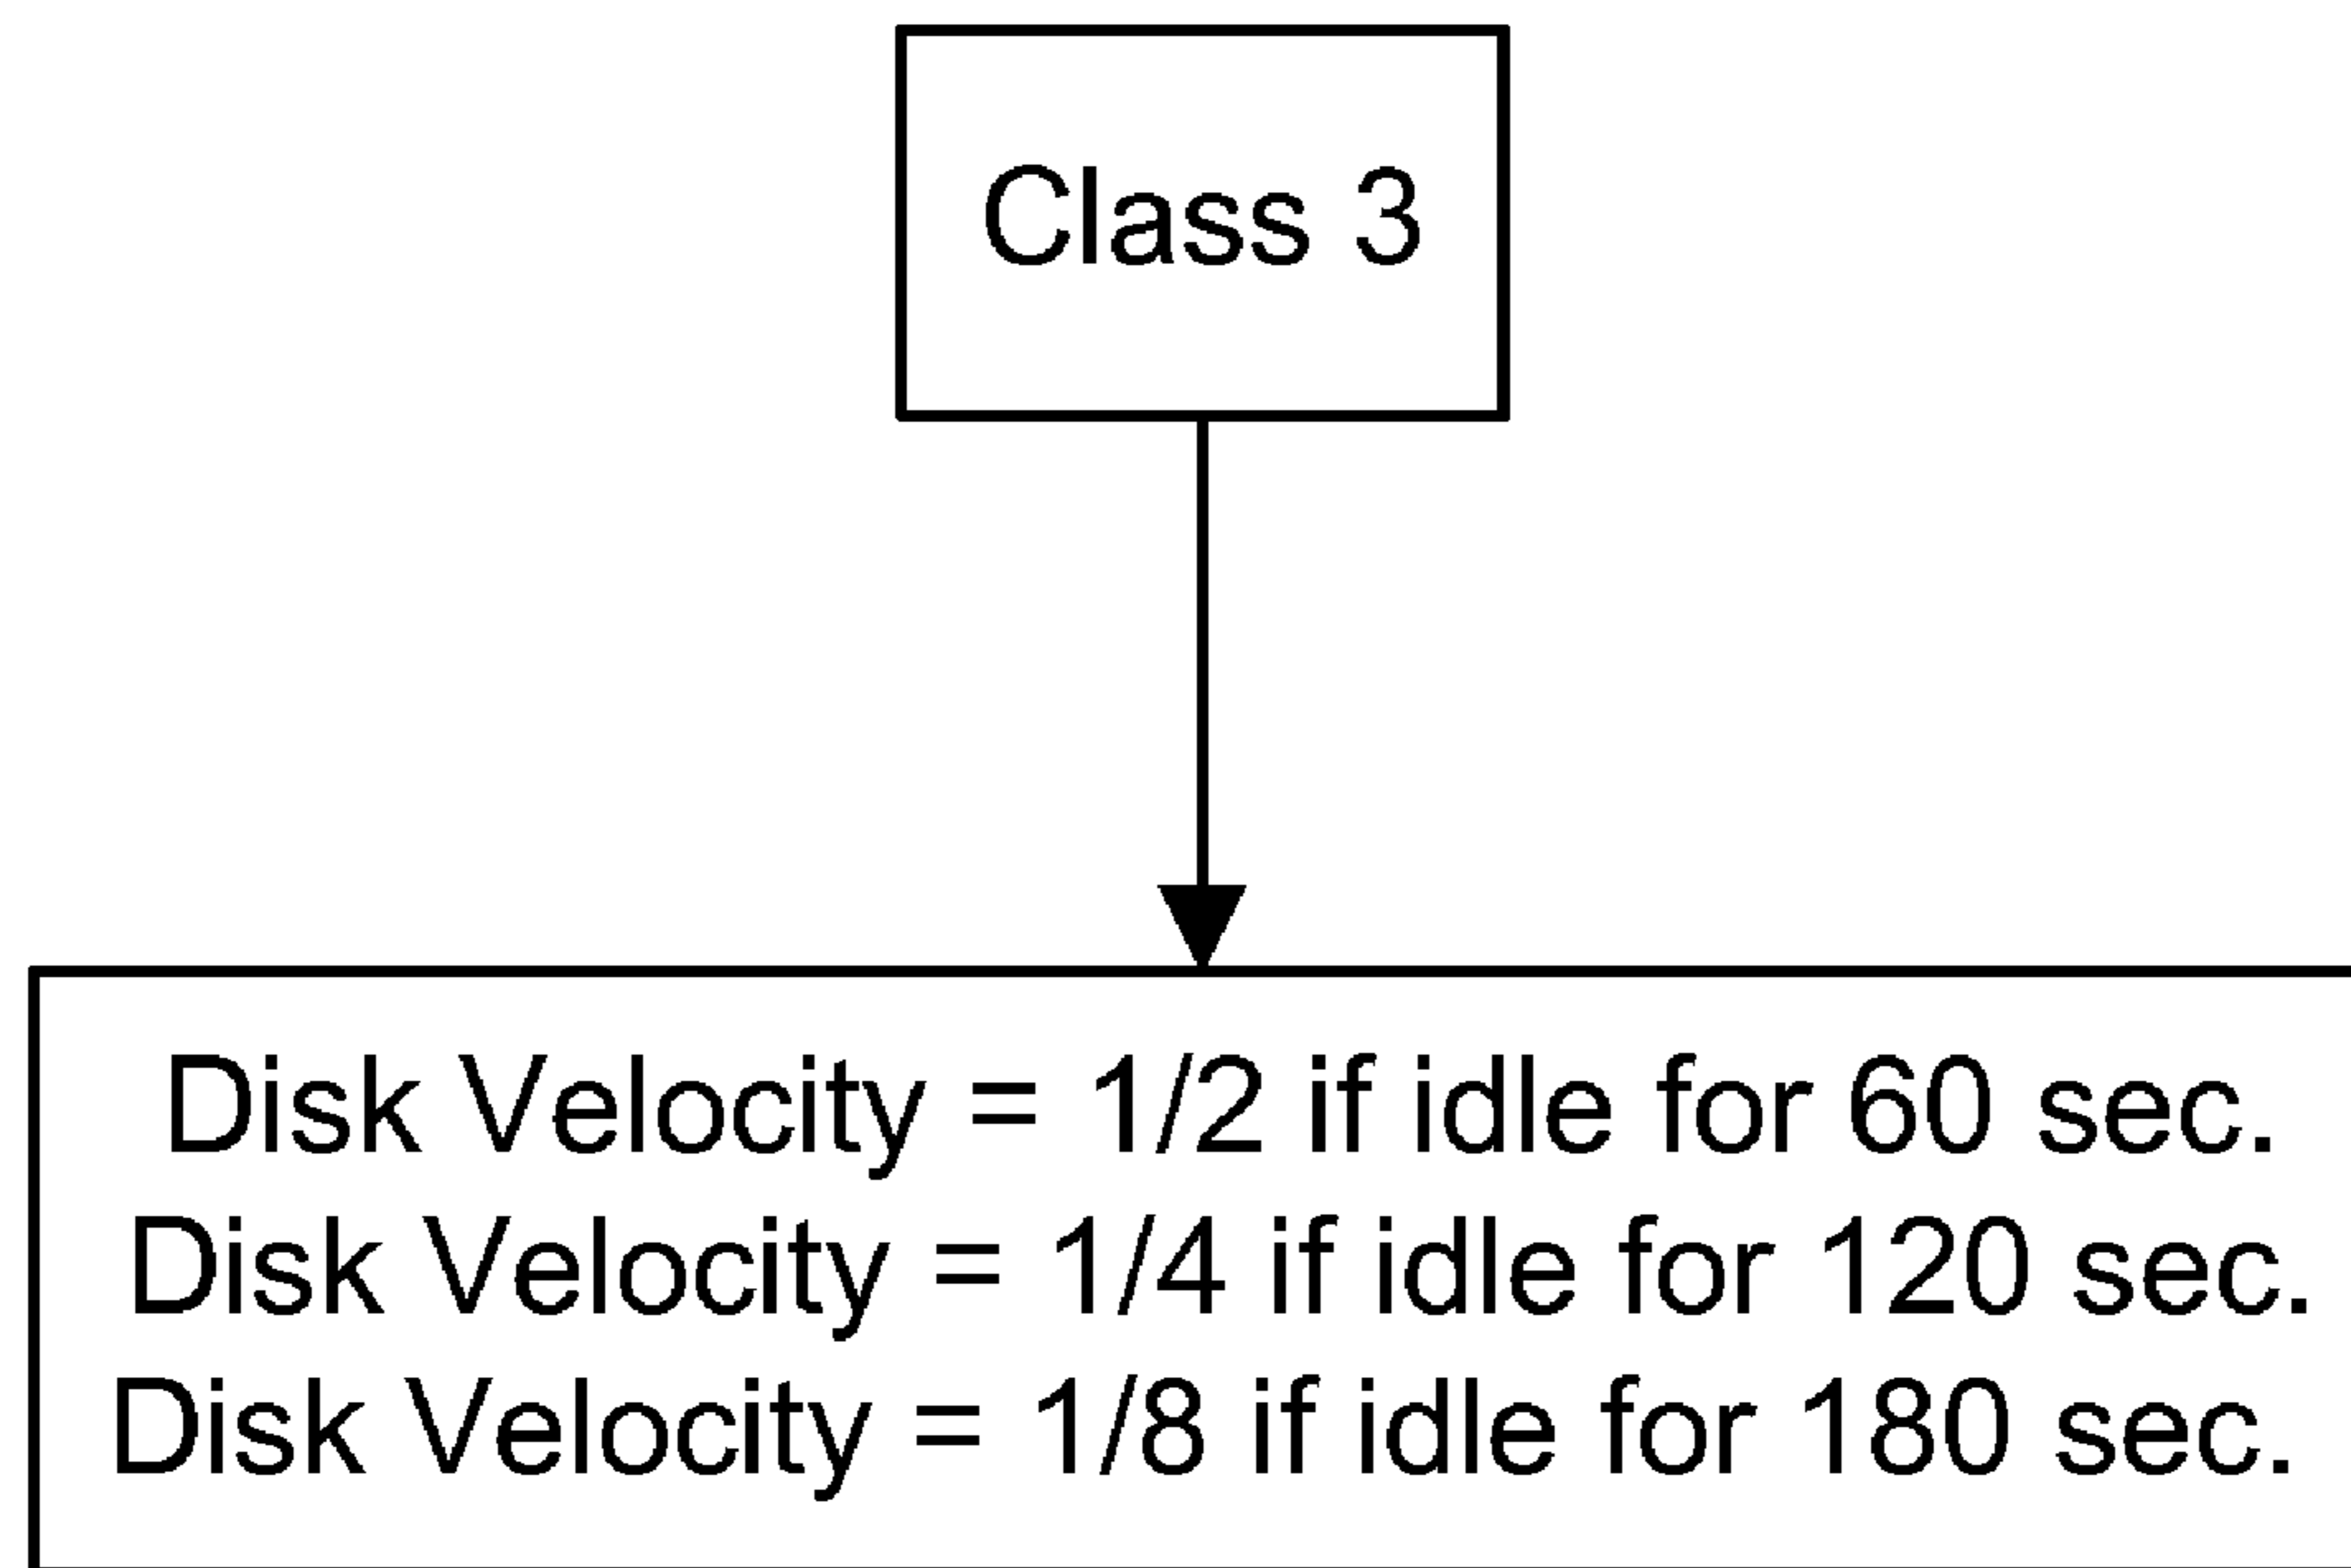 Class 3
Disk Velocity = 1/2 if idle for 60 sec.
Disk Velocity = 1/4 if idle for 120 sec.
Disk Velocity = 1/8 if idle for 180 sec.